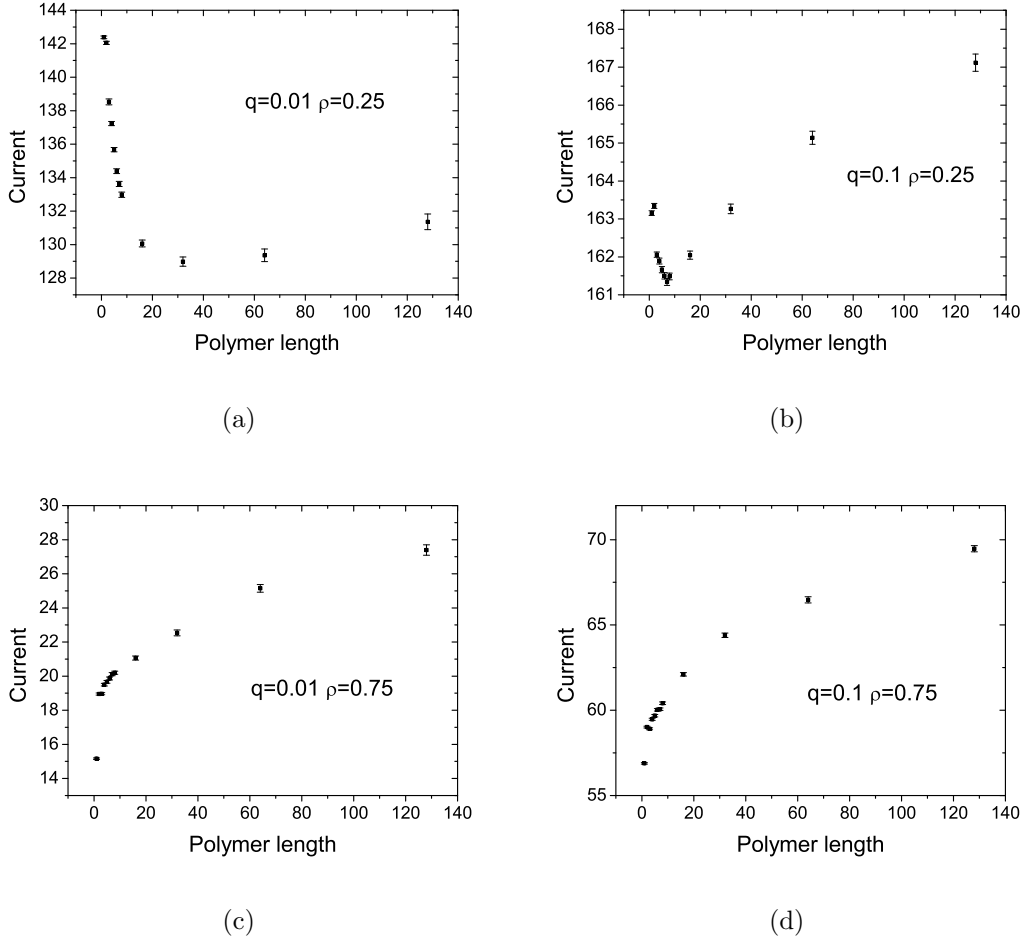 144
142
140
138
136
134
132
130
128
Current
q=0.01 ρ=0.25
0 20 40 60 80 100 120 140
Polymer length
(a)
168
167
166
165
164
163
162
161
Current
q=0.1 ρ=0.25
0 20 40 60 80 100 120 140
Polymer length
(b)
30
28
26
24
22
20
18
16
14
Current
q=0.01 ρ=0.75
0 20 40 60 80 100 120 140
Polymer length
(c)
70
65
60
55
Current
q=0.1 ρ=0.75
0 20 40 60 80 100 120 140
Polymer length
(d)